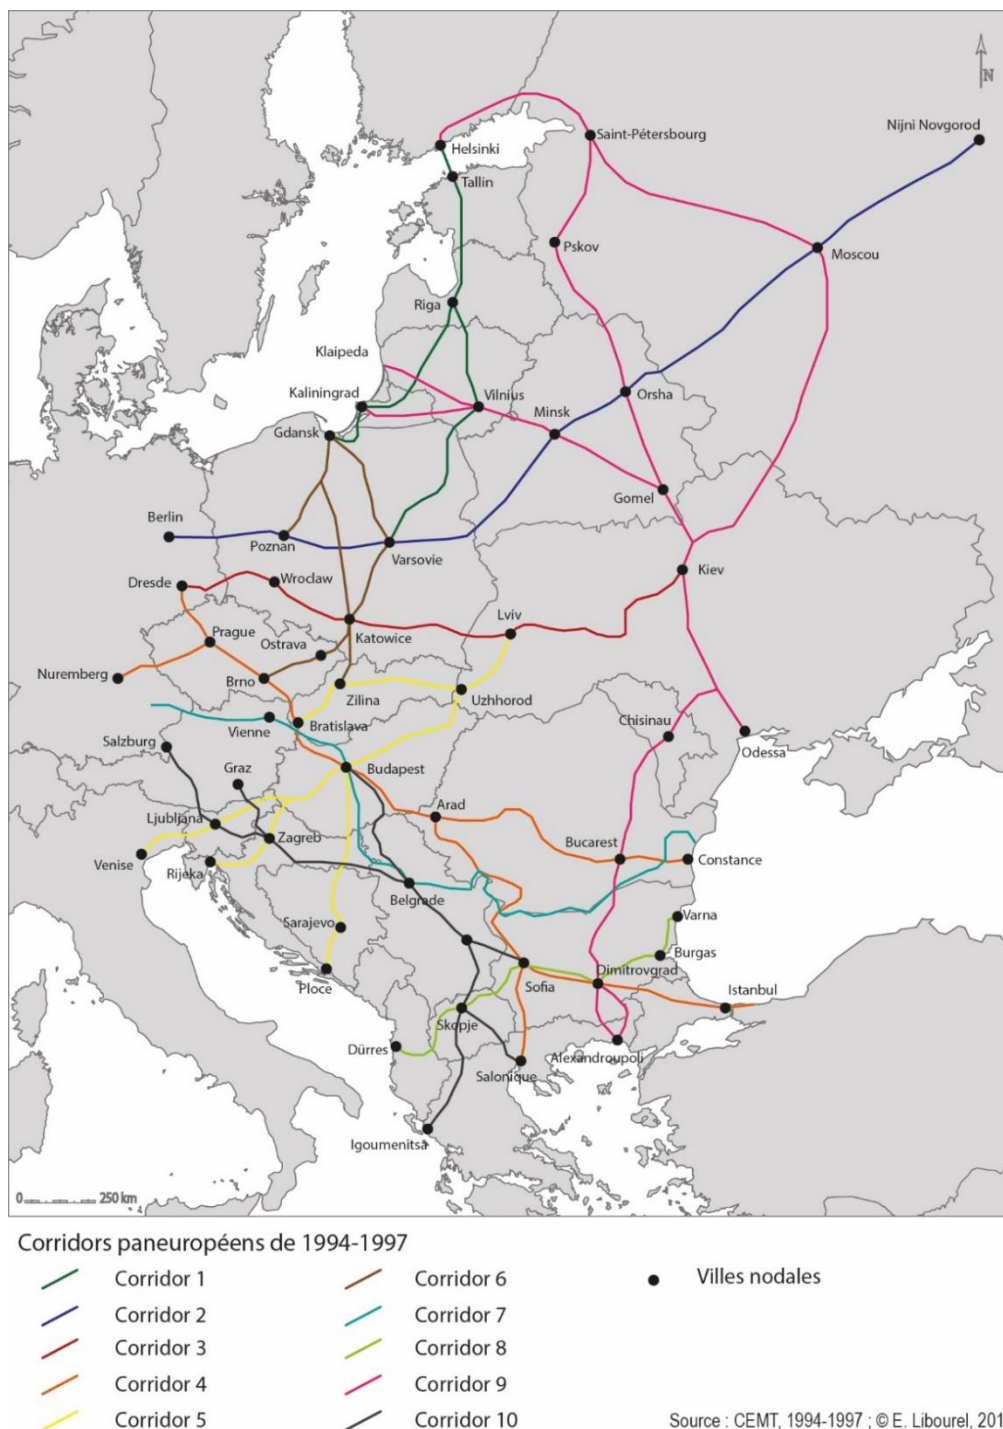 N
Nijni Novgorod
Saint-Pétersbourg
Helsinki
Tallin
Pskov
Moscou
Riga
Klaipeda
Kaliningrad
Vilnius
Minsk
Orsha
Gdansk
Gomel
Berlin
Poznan
Varsovie
Kiev
Dresde
Wroclaw
Lviv
Prague
Katowice
Ostrava
Nuremberg
Brno
Zilina
Uzhhorod
Chisinau
Vienne
Bratislava
Odessa
Salzburg
Graz
Budapest
Ljubljana
Arad
Zagreb
Bucarest
Constance
Venise
Rijeka
Belgrade
Varna
Sarajevo
Burgas
Dimitrovgrad
Ploce
Sofia
Istanbul
Skopje
Dürres
Alexandroupoli
Salonique
Igoumenitsa
0 250 km
Corridors paneuropéens de 1994-1997
Corridor 1 Corridor 6 Villes nodales
Corridor 2 Corridor 7
Corridor 3 Corridor 8
Corridor 4 Corridor 9
Corridor 5 Corridor 10
Source : CEMT, 1994-1997 ; © E. Libourel, 201